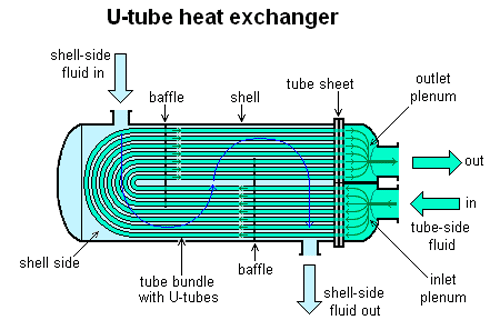 U-tube heat exchanger
shell-side
fluid in
baffle
shell
tube sheet
outlet
plenum
out
in
tube-side
fluid
shell side
tube bundle
with U-tubes
baffle
shell-side
fluid out
inlet
plenum